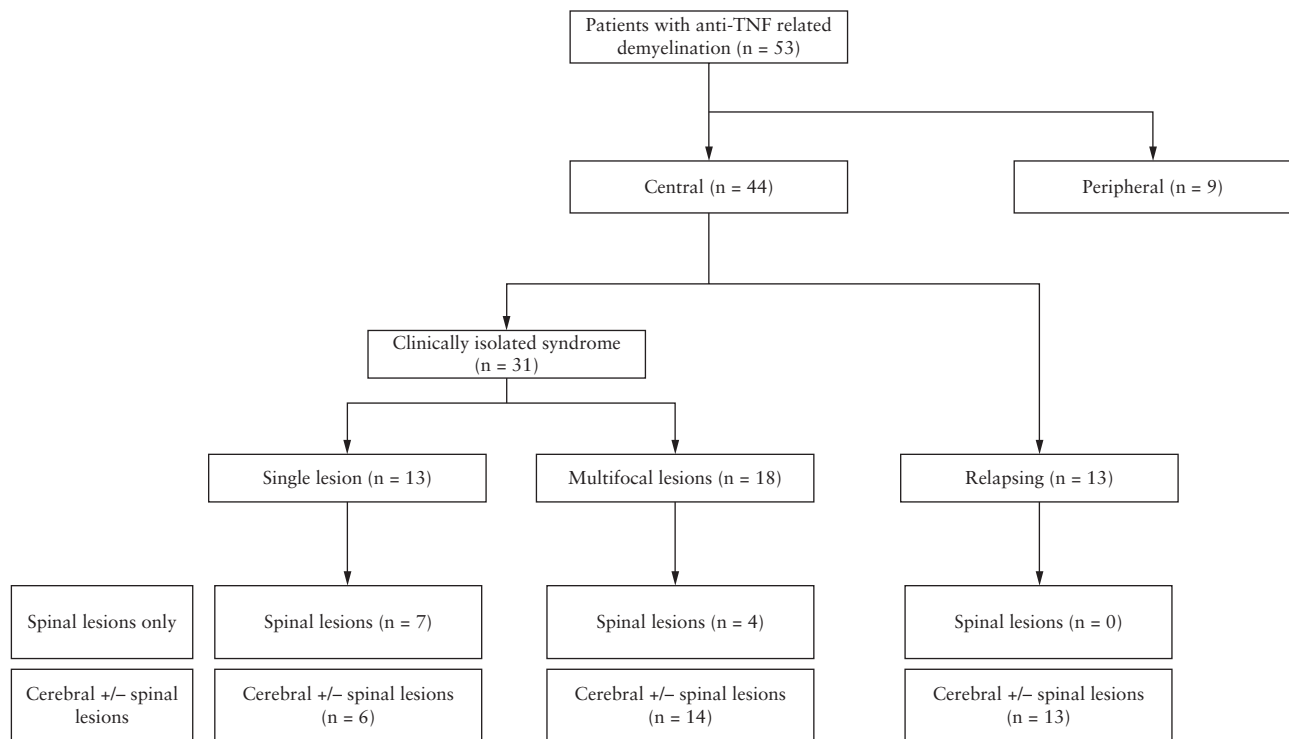 Patients with anti-TNF related
demyelination (n = 53)
Central (n = 44)
Peripheral (n = 9)
Clinically isolated syndrome
(n = 31)
Single lesion (n = 13)
Multifocal lesions (n = 18)
Relapsing (n = 13)
Spinal lesions only
Spinal lesions (n = 7)
Spinal lesions (n = 4)
Spinal lesions (n = 0)
Cerebral +/– spinal
lesions
Cerebral +/– spinal lesions
(n = 6)
Cerebral +/– spinal lesions
(n = 14)
Cerebral +/– spinal lesions
(n = 13)